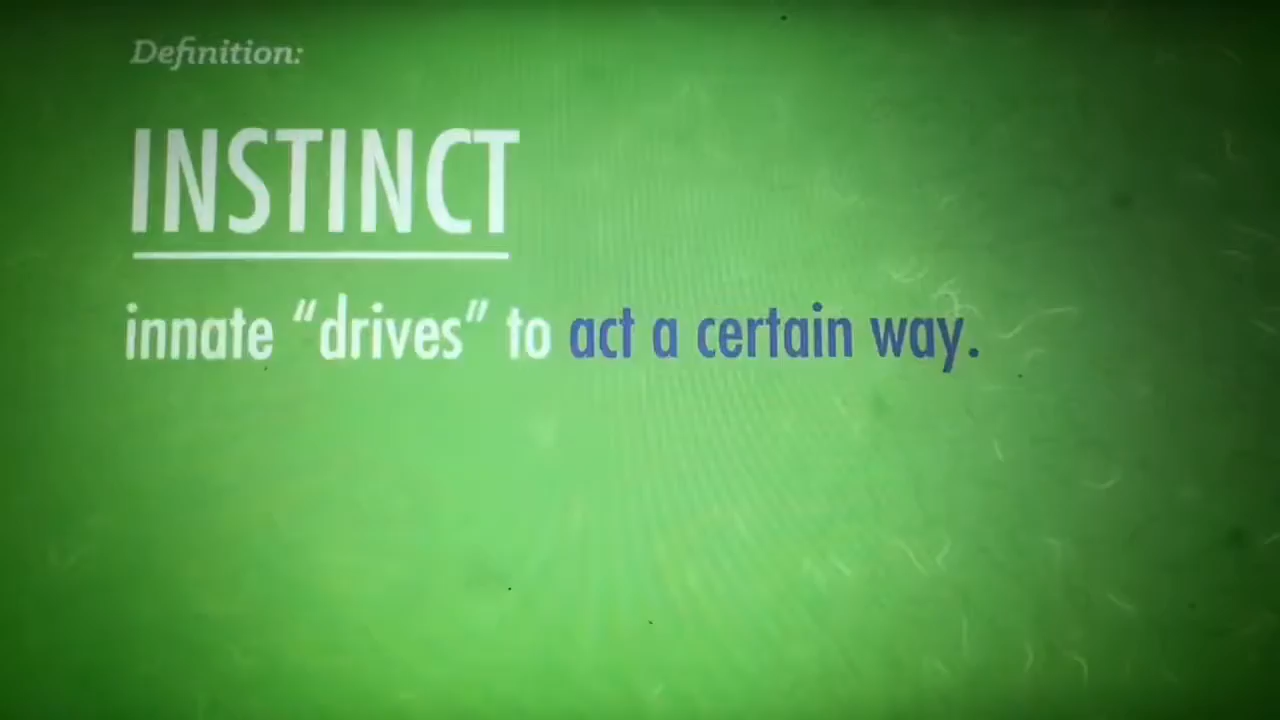 Definition:
INSTINCT
innate “drives” to act a certain way.